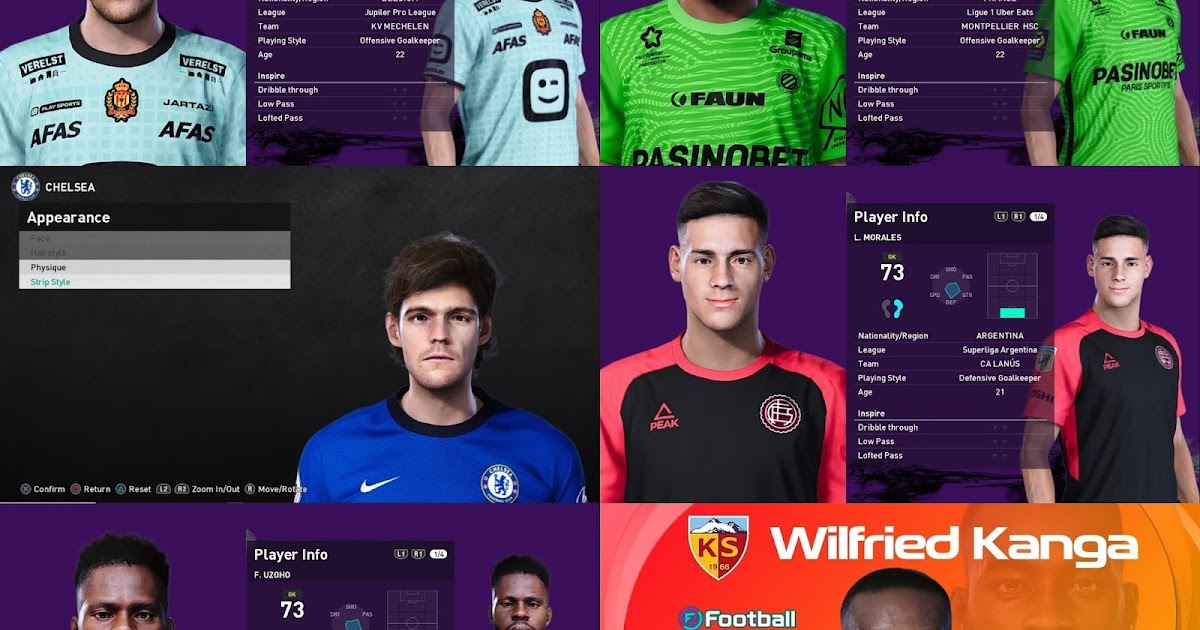 League Jupiler Pro League
Team KV MECHELEN
Playing Style Offensive Goalkeeper
Age 22
Inspire
Dribble through
Low Pass
Lofted Pass
VERELST
VERELST
PLAY SPORTS
JARTAZI
AFAS
AFAS
AFAS
AFAS
League Ligue 1 Uber Eats
Team MONTPELLIER HSC
Playing Style Offensive Goalkeeper
Age 22
Inspire
Dribble through
Low Pass
Lofted Pass
Groupama
FAUN
PASINOBET
FAUN
PASINOBET
PARIS SPORTIFS
CHELSEA
Appearance
Face
Hairstyle
Physique
Strip Style
Confirm Return Reset L2 R2 Zoom In/Out R Move/Rotate
Player Info L1 R1 1/4
L. MORALES
GK
73
SHO
DRI PAS
SPD STR
DEF
Nationality/Region ARGENTINA
League Superliga Argentina
Team CA LANÚS
Playing Style Defensive Goalkeeper
Age 21
Inspire
Dribble through
Low Pass
Lofted Pass
PEAK
PEAK
Player Info L1 R1 1/4
F. UZOHO
GK
73
SHO
DRI PAS
KS
1966
Wilfried Kanga
Football